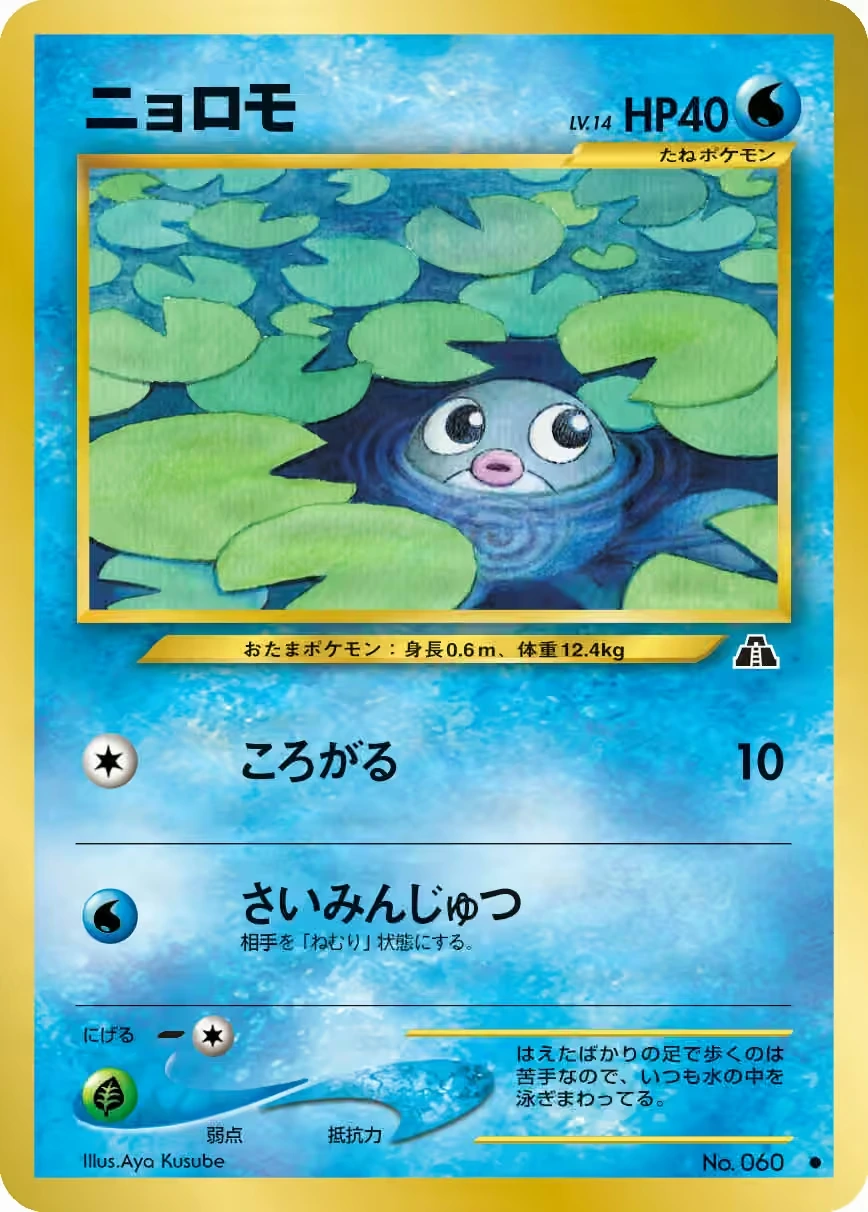 ニョロモ
LV.14 HP40
たねポケモン
おたまポケモン：身長0.6m、体重12.4kg
ころがる 10
さいみんじゅつ
相手を「ねむり」状態にする。
にげる
はえたばかりの足で歩くのは
苦手なので、いつも水の中を
泳ぎまわってる。
弱点 抵抗力
Illus.Aya Kusube No. 060